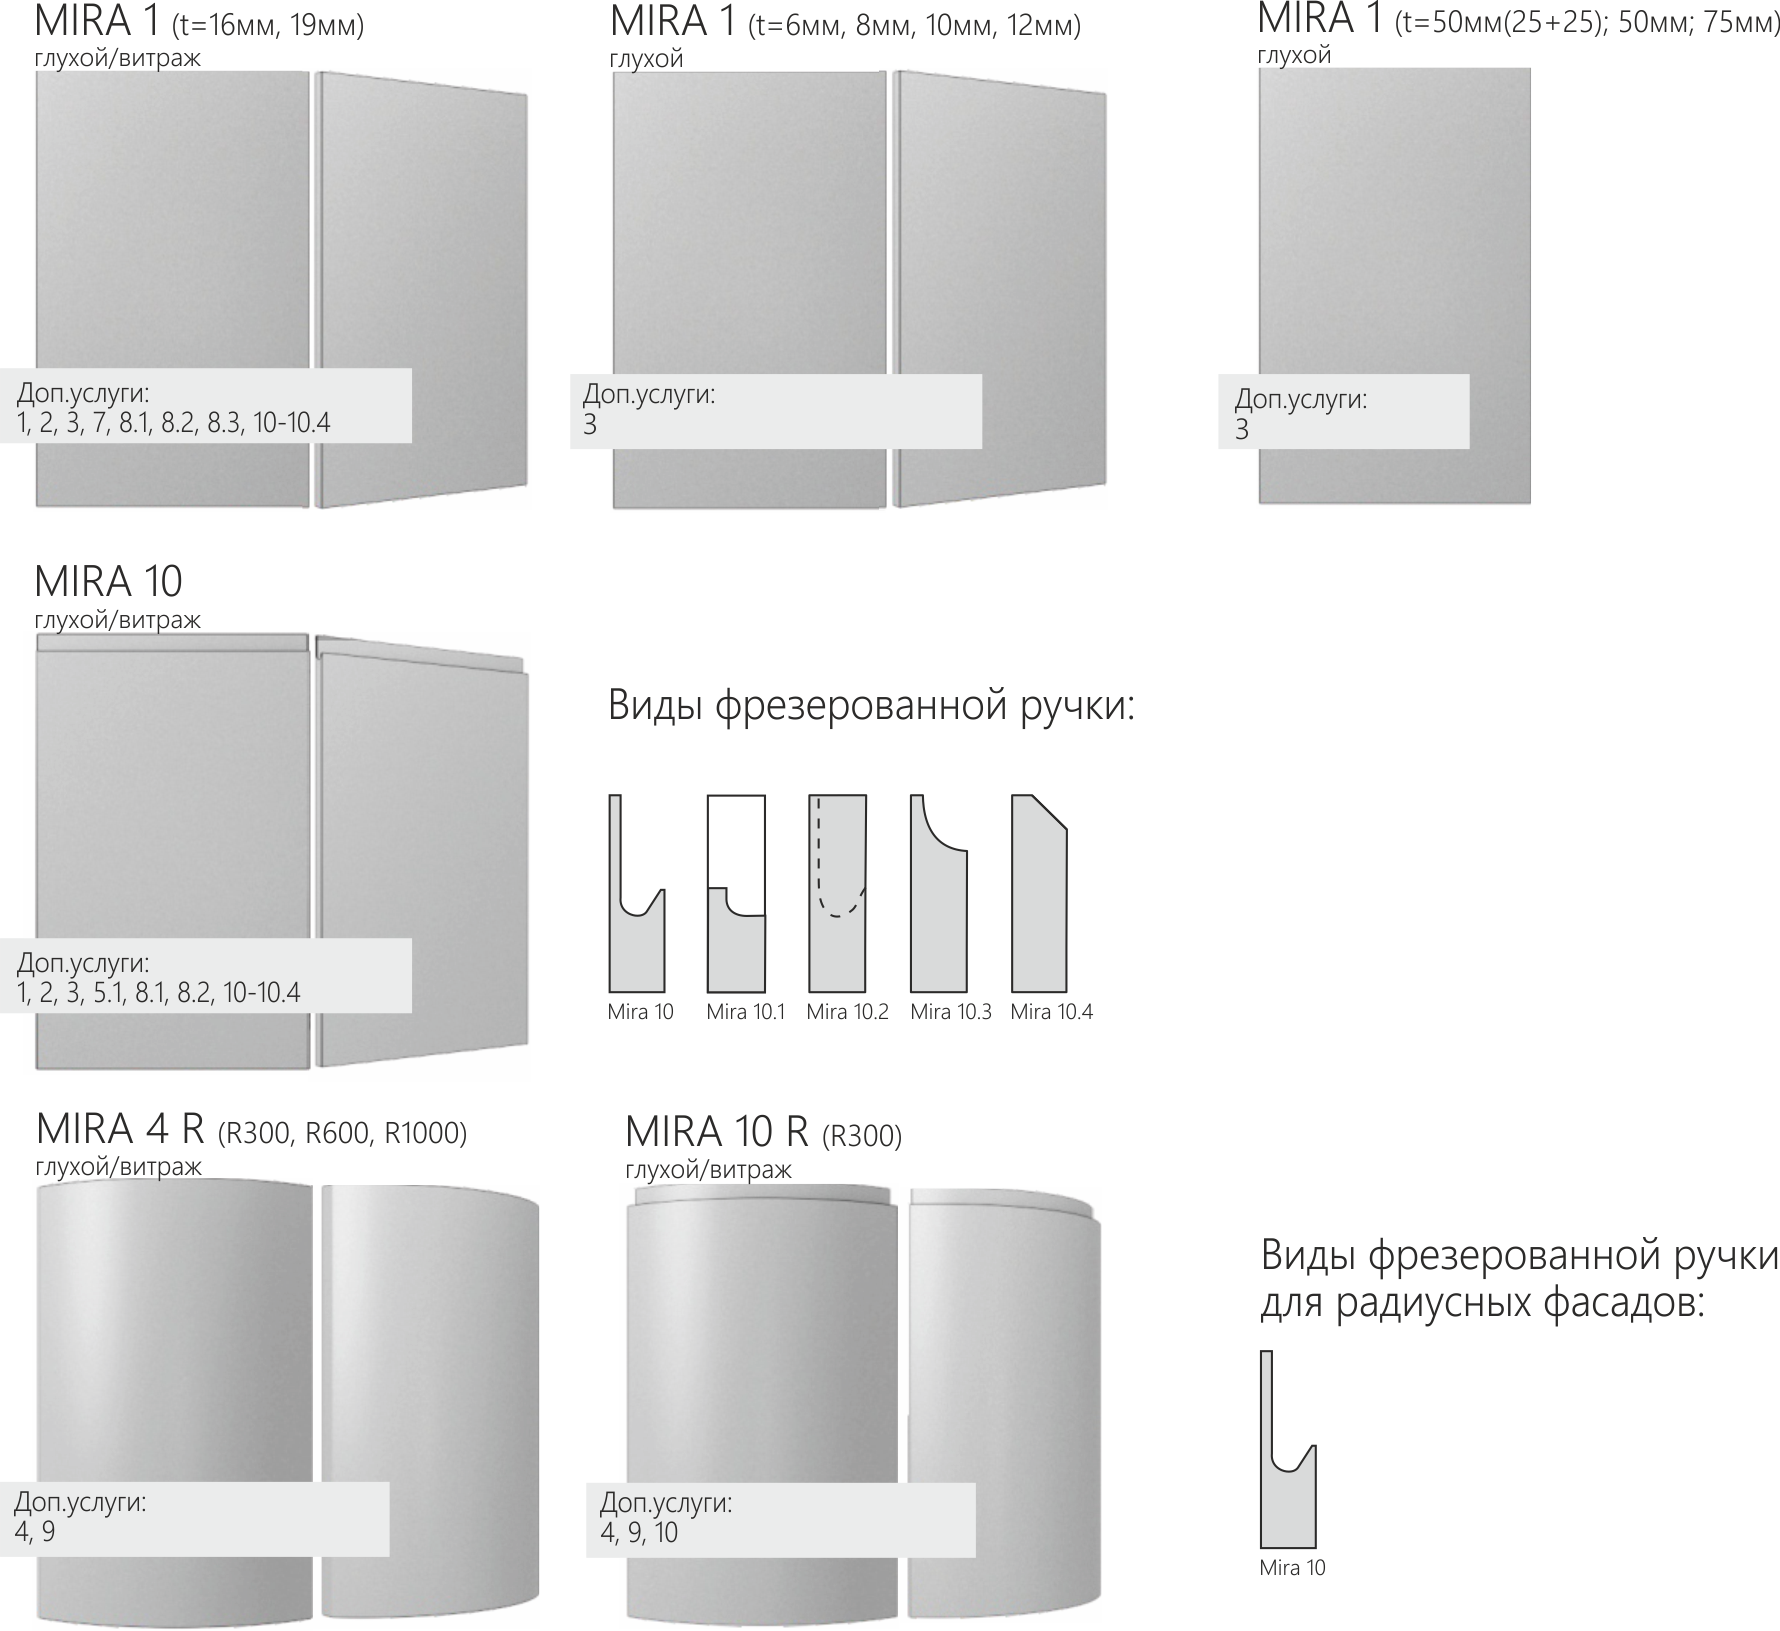 MIRA 1 (t=16мм, 19мм)
глухой/витраж
Доп.услуги:
1, 2, 3, 7, 8.1, 8.2, 8.3, 10-10.4
MIRA 1 (t=6мм, 8мм, 10мм, 12мм)
глухой
Доп.услуги:
3
MIRA 1 (t=50мм(25+25); 50мм; 75мм)
глухой
Доп.услуги:
3
MIRA 10
глухой/витраж
Доп.услуги:
1, 2, 3, 5.1, 8.1, 8.2, 10-10.4
Виды фрезерованной ручки:
Mira 10
Mira 10.1
Mira 10.2
Mira 10.3
Mira 10.4
MIRA 4 R (R300, R600, R1000)
глухой/витраж
Доп.услуги:
4, 9
MIRA 10 R (R300)
глухой/витраж
Доп.услуги:
4, 9, 10
Виды фрезерованной ручки
для радиусных фасадов:
Mira 10